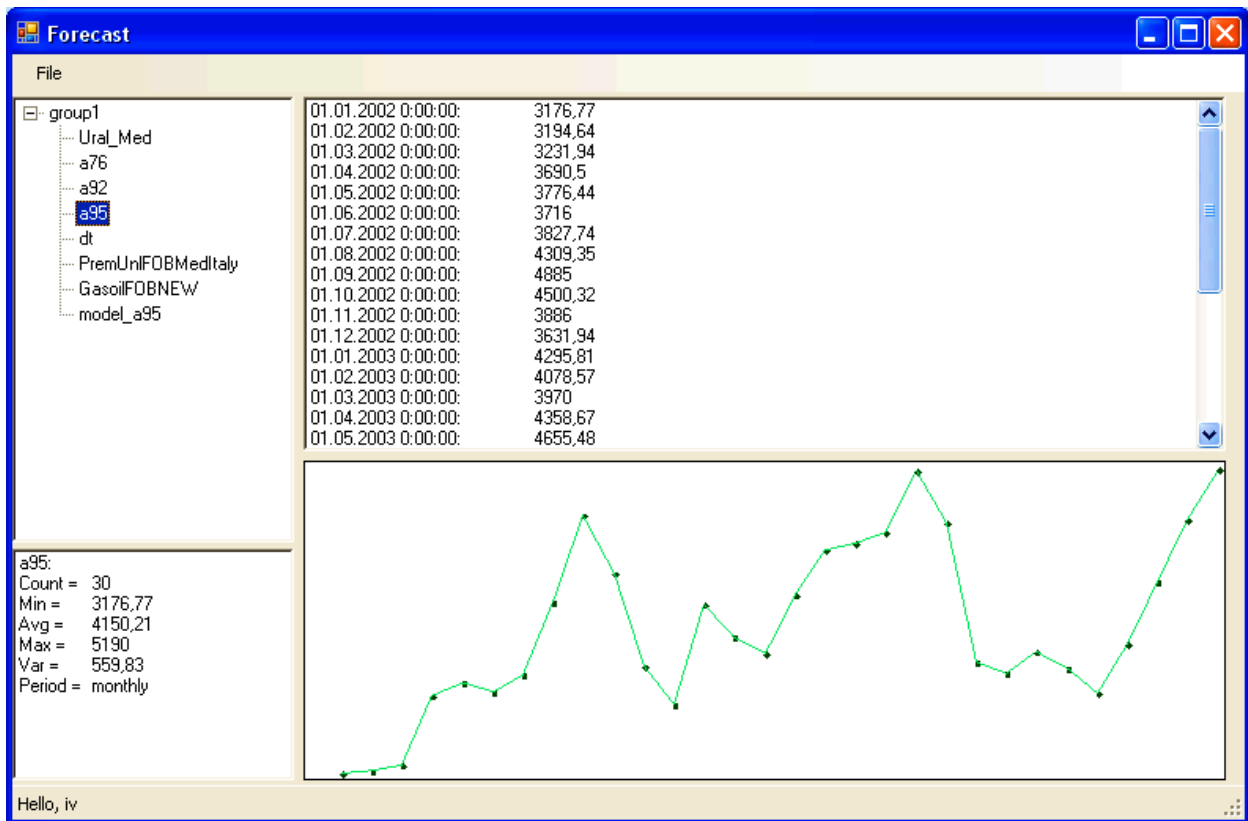 Forecast
File
group1
Ural_Med
a76
a92
a95
dt
PremUnlFOBMedItaly
GasoilFOBNEW
model_a95
01.01.2002 0:00:00: 3176,77
01.02.2002 0:00:00: 3194,64
01.03.2002 0:00:00: 3231,94
01.04.2002 0:00:00: 3690,5
01.05.2002 0:00:00: 3776,44
01.06.2002 0:00:00: 3716
01.07.2002 0:00:00: 3827,74
01.08.2002 0:00:00: 4309,35
01.09.2002 0:00:00: 4885
01.10.2002 0:00:00: 4500,32
01.11.2002 0:00:00: 3886
01.12.2002 0:00:00: 3631,94
01.01.2003 0:00:00: 4295,81
01.02.2003 0:00:00: 4078,57
01.03.2003 0:00:00: 3970
01.04.2003 0:00:00: 4358,67
01.05.2003 0:00:00: 4655,48
a95:
Count = 30
Min = 3176,77
Avg = 4150,21
Max = 5190
Var = 559,83
Period = monthly
Hello, iv